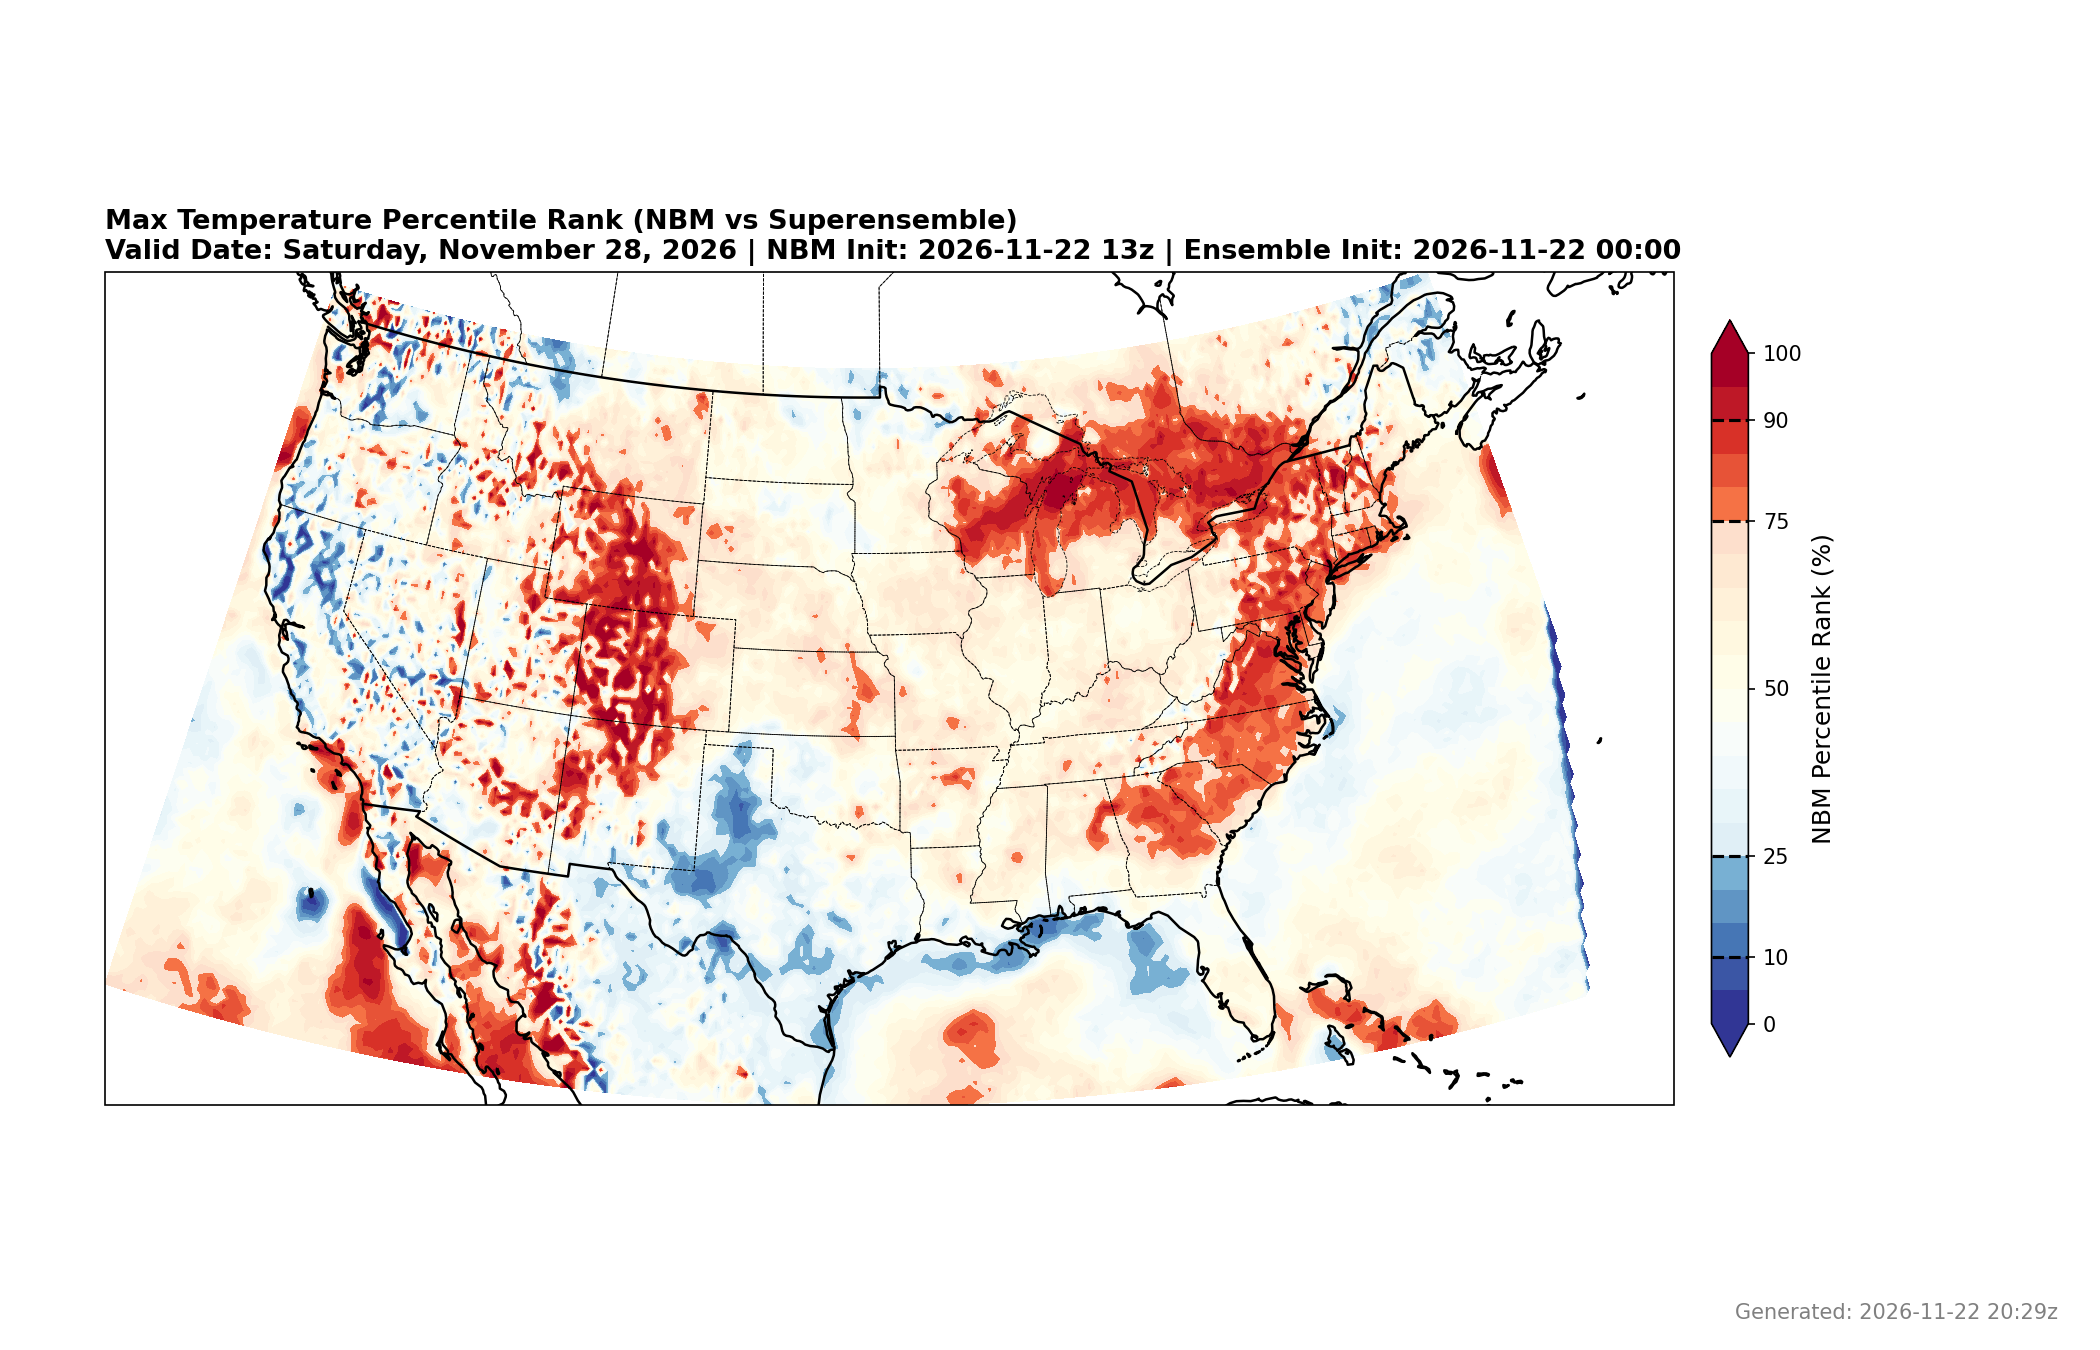 Max Temperature Percentile Rank (NBM vs Superensemble)
Valid Date: Saturday, November 28, 2026 | NBM Init: 2026-11-22 13z | Ensemble Init: 2026-11-22 00:00
100
90
75
50
25
10
0
NBM Percentile Rank (%)
Generated: 2026-11-22 20:29z